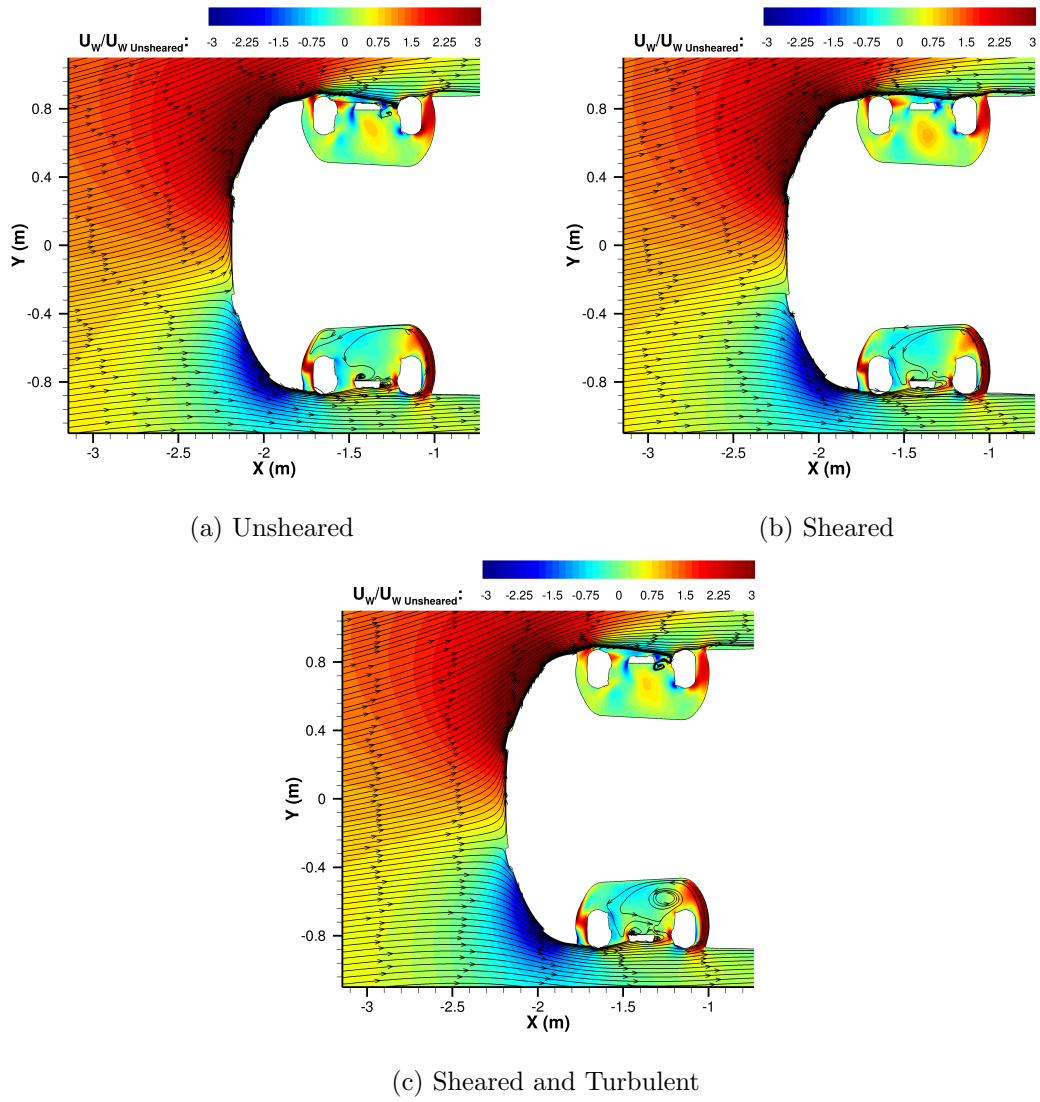 U_W/U_W Unsheared: -3 -2.25 -1.5 -0.75 0 0.75 1.5 2.25 3
0.8
0.4
0
-0.4
-0.8
Y (m)
-3 -2.5 -2 -1.5 -1
X (m)
(a) Unsheared
U_W/U_W Unsheared: -3 -2.25 -1.5 -0.75 0 0.75 1.5 2.25 3
0.8
0.4
0
-0.4
-0.8
Y (m)
-3 -2.5 -2 -1.5 -1
X (m)
(b) Sheared
U_W/U_W Unsheared: -3 -2.25 -1.5 -0.75 0 0.75 1.5 2.25 3
0.8
0.4
0
-0.4
-0.8
Y (m)
-3 -2.5 -2 -1.5 -1
X (m)
(c) Sheared and Turbulent